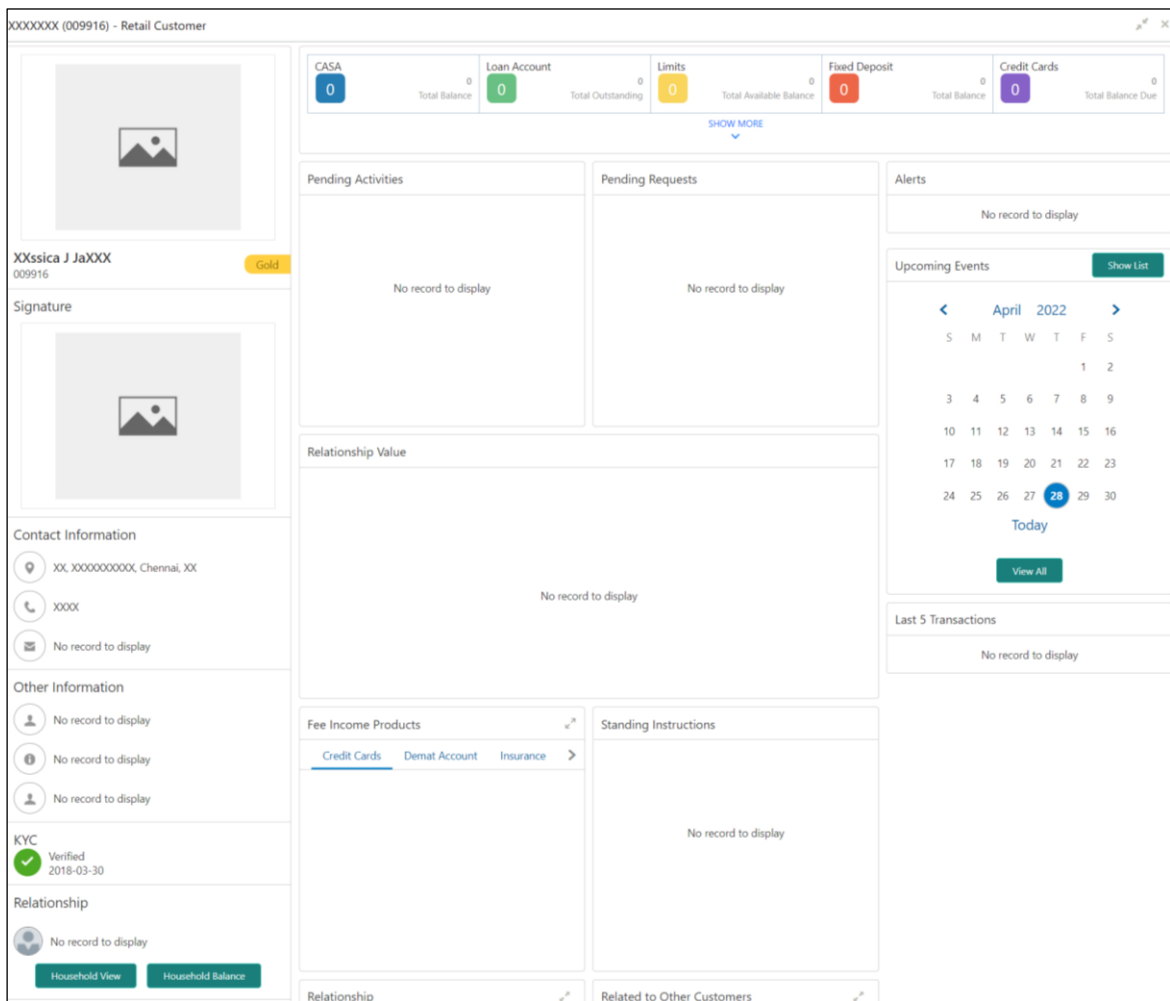 XXXXXXX (009916) - Retail Customer
XXssica J JaXXX
009916
Gold
Signature
Contact Information
XX, XXXXXXXXXX, Chennai, XX
XXXX
No record to display
Other Information
No record to display
No record to display
No record to display
KYC
Verified
2018-03-30
Relationship
No record to display
Household View Household Balance
CASA
0
0
Total Balance
Loan Account
0
0
Total Outstanding
Limits
0
0
Total Available Balance
Fixed Deposit
0
0
Total Balance
Credit Cards
0
0
Total Balance Due
SHOW MORE
Pending Activities
No record to display
Pending Requests
No record to display
Relationship Value
No record to display
Fee Income Products
Credit Cards Demat Account Insurance
Standing Instructions
No record to display
Relationship
Related to Other Customers
Alerts
No record to display
Upcoming Events Show List
April 2022
S M T W T F S
1 2
3 4 5 6 7 8 9
10 11 12 13 14 15 16
17 18 19 20 21 22 23
24 25 26 27 28 29 30
Today
View All
Last 5 Transactions
No record to display